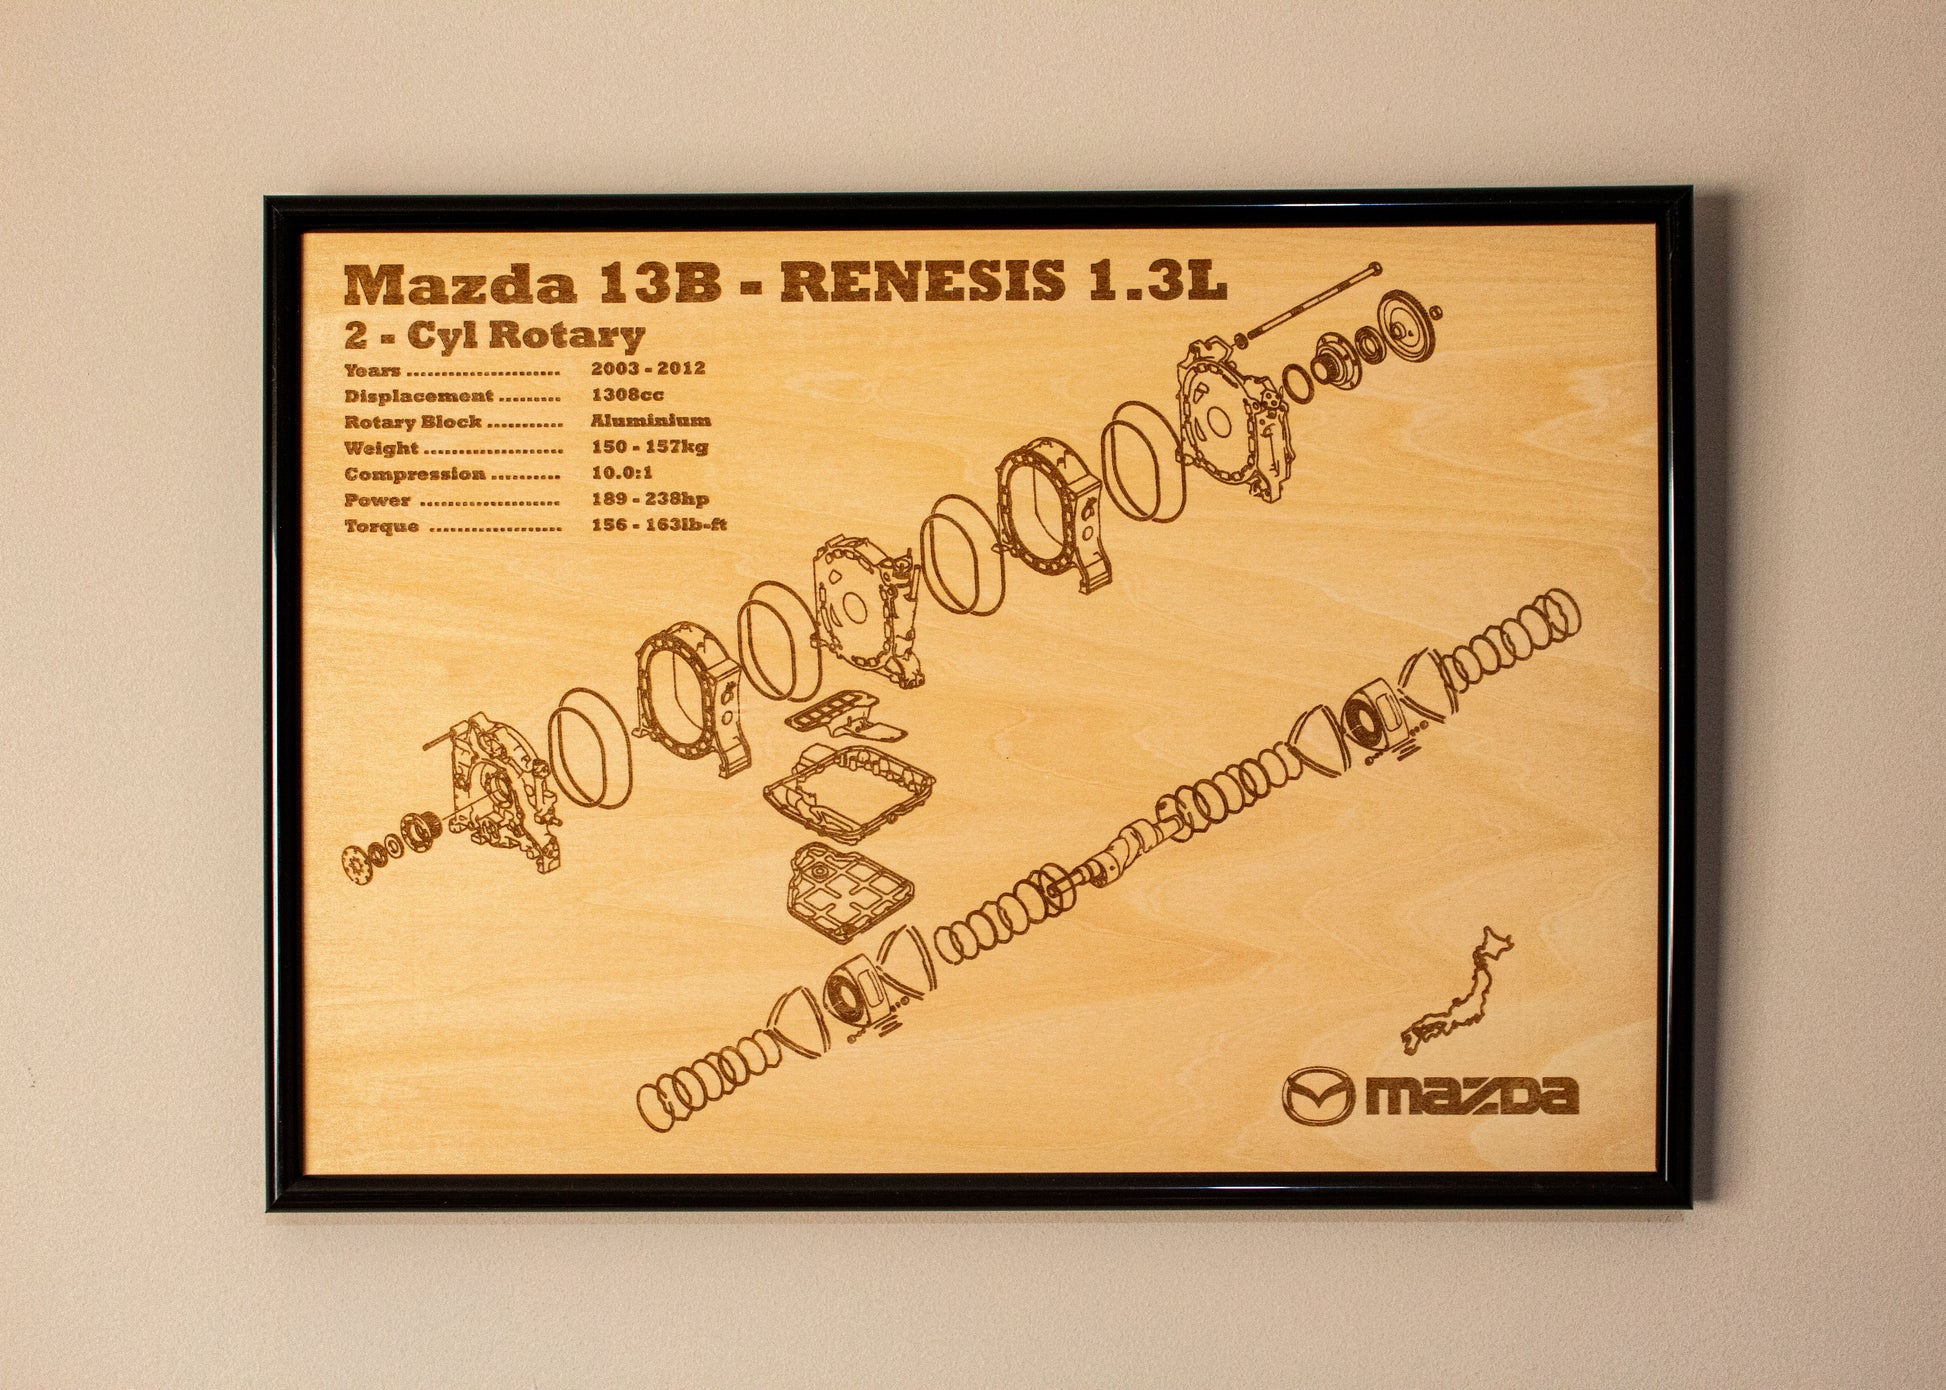 Mazda 13B - RENESIS 1.3L
2 - Cyl Rotary
Years ....................... 2003 - 2012
Displacement ......... 1308cc
Rotary Block ........... Aluminium
Weight ..................... 150 - 157kg
Compression .......... 10.0:1
Power ..................... 189 - 238hp
Torque .................... 156 - 163lb-ft
mazda